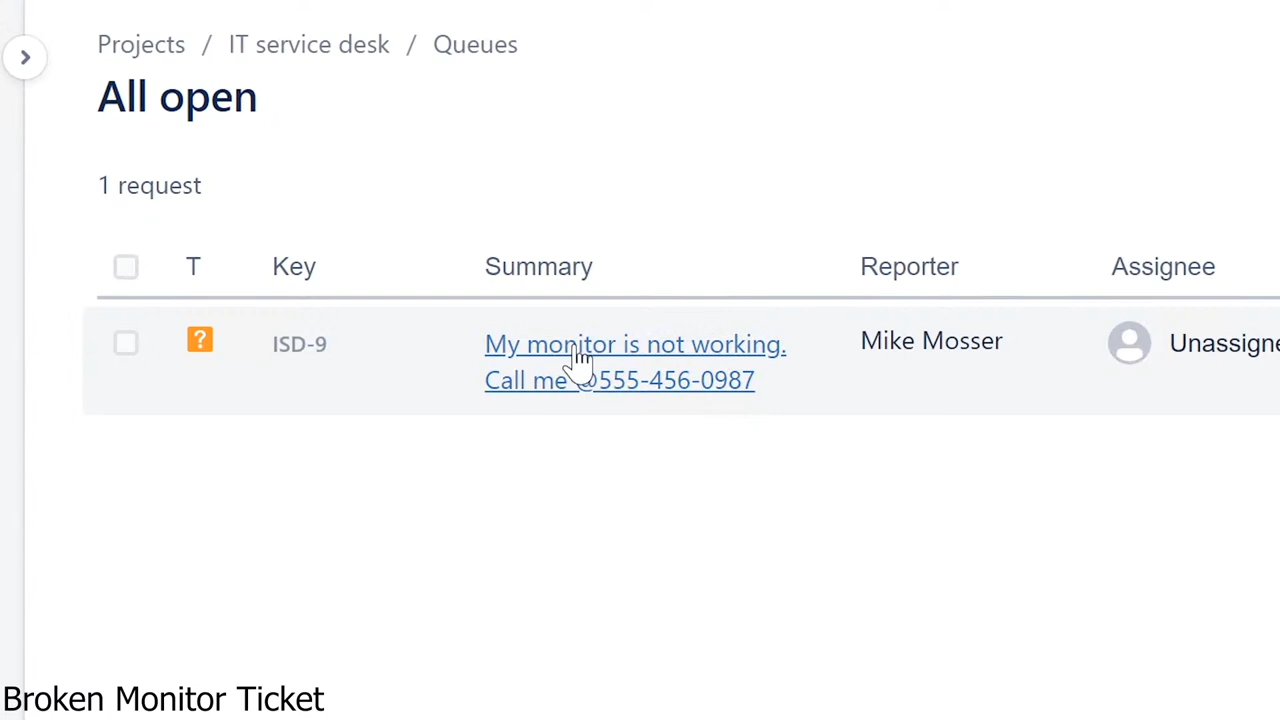 Projects / IT service desk / Queues
All open
1 request
T Key Summary Reporter Assignee
? ISD-9 My monitor is not working. Mike Mosser Unassigne
Call me @555-456-0987
Broken Monitor Ticket